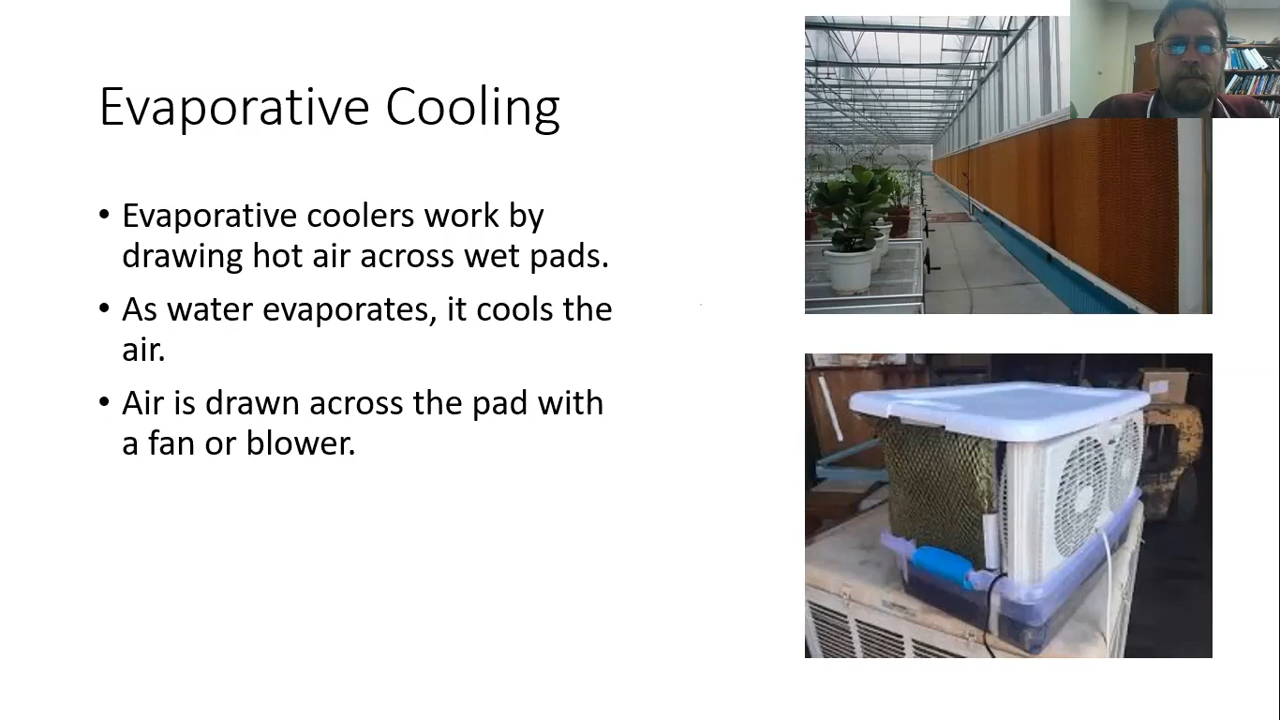 Evaporative Cooling
• Evaporative coolers work by
drawing hot air across wet pads.
• As water evaporates, it cools the
air.
• Air is drawn across the pad with
a fan or blower.